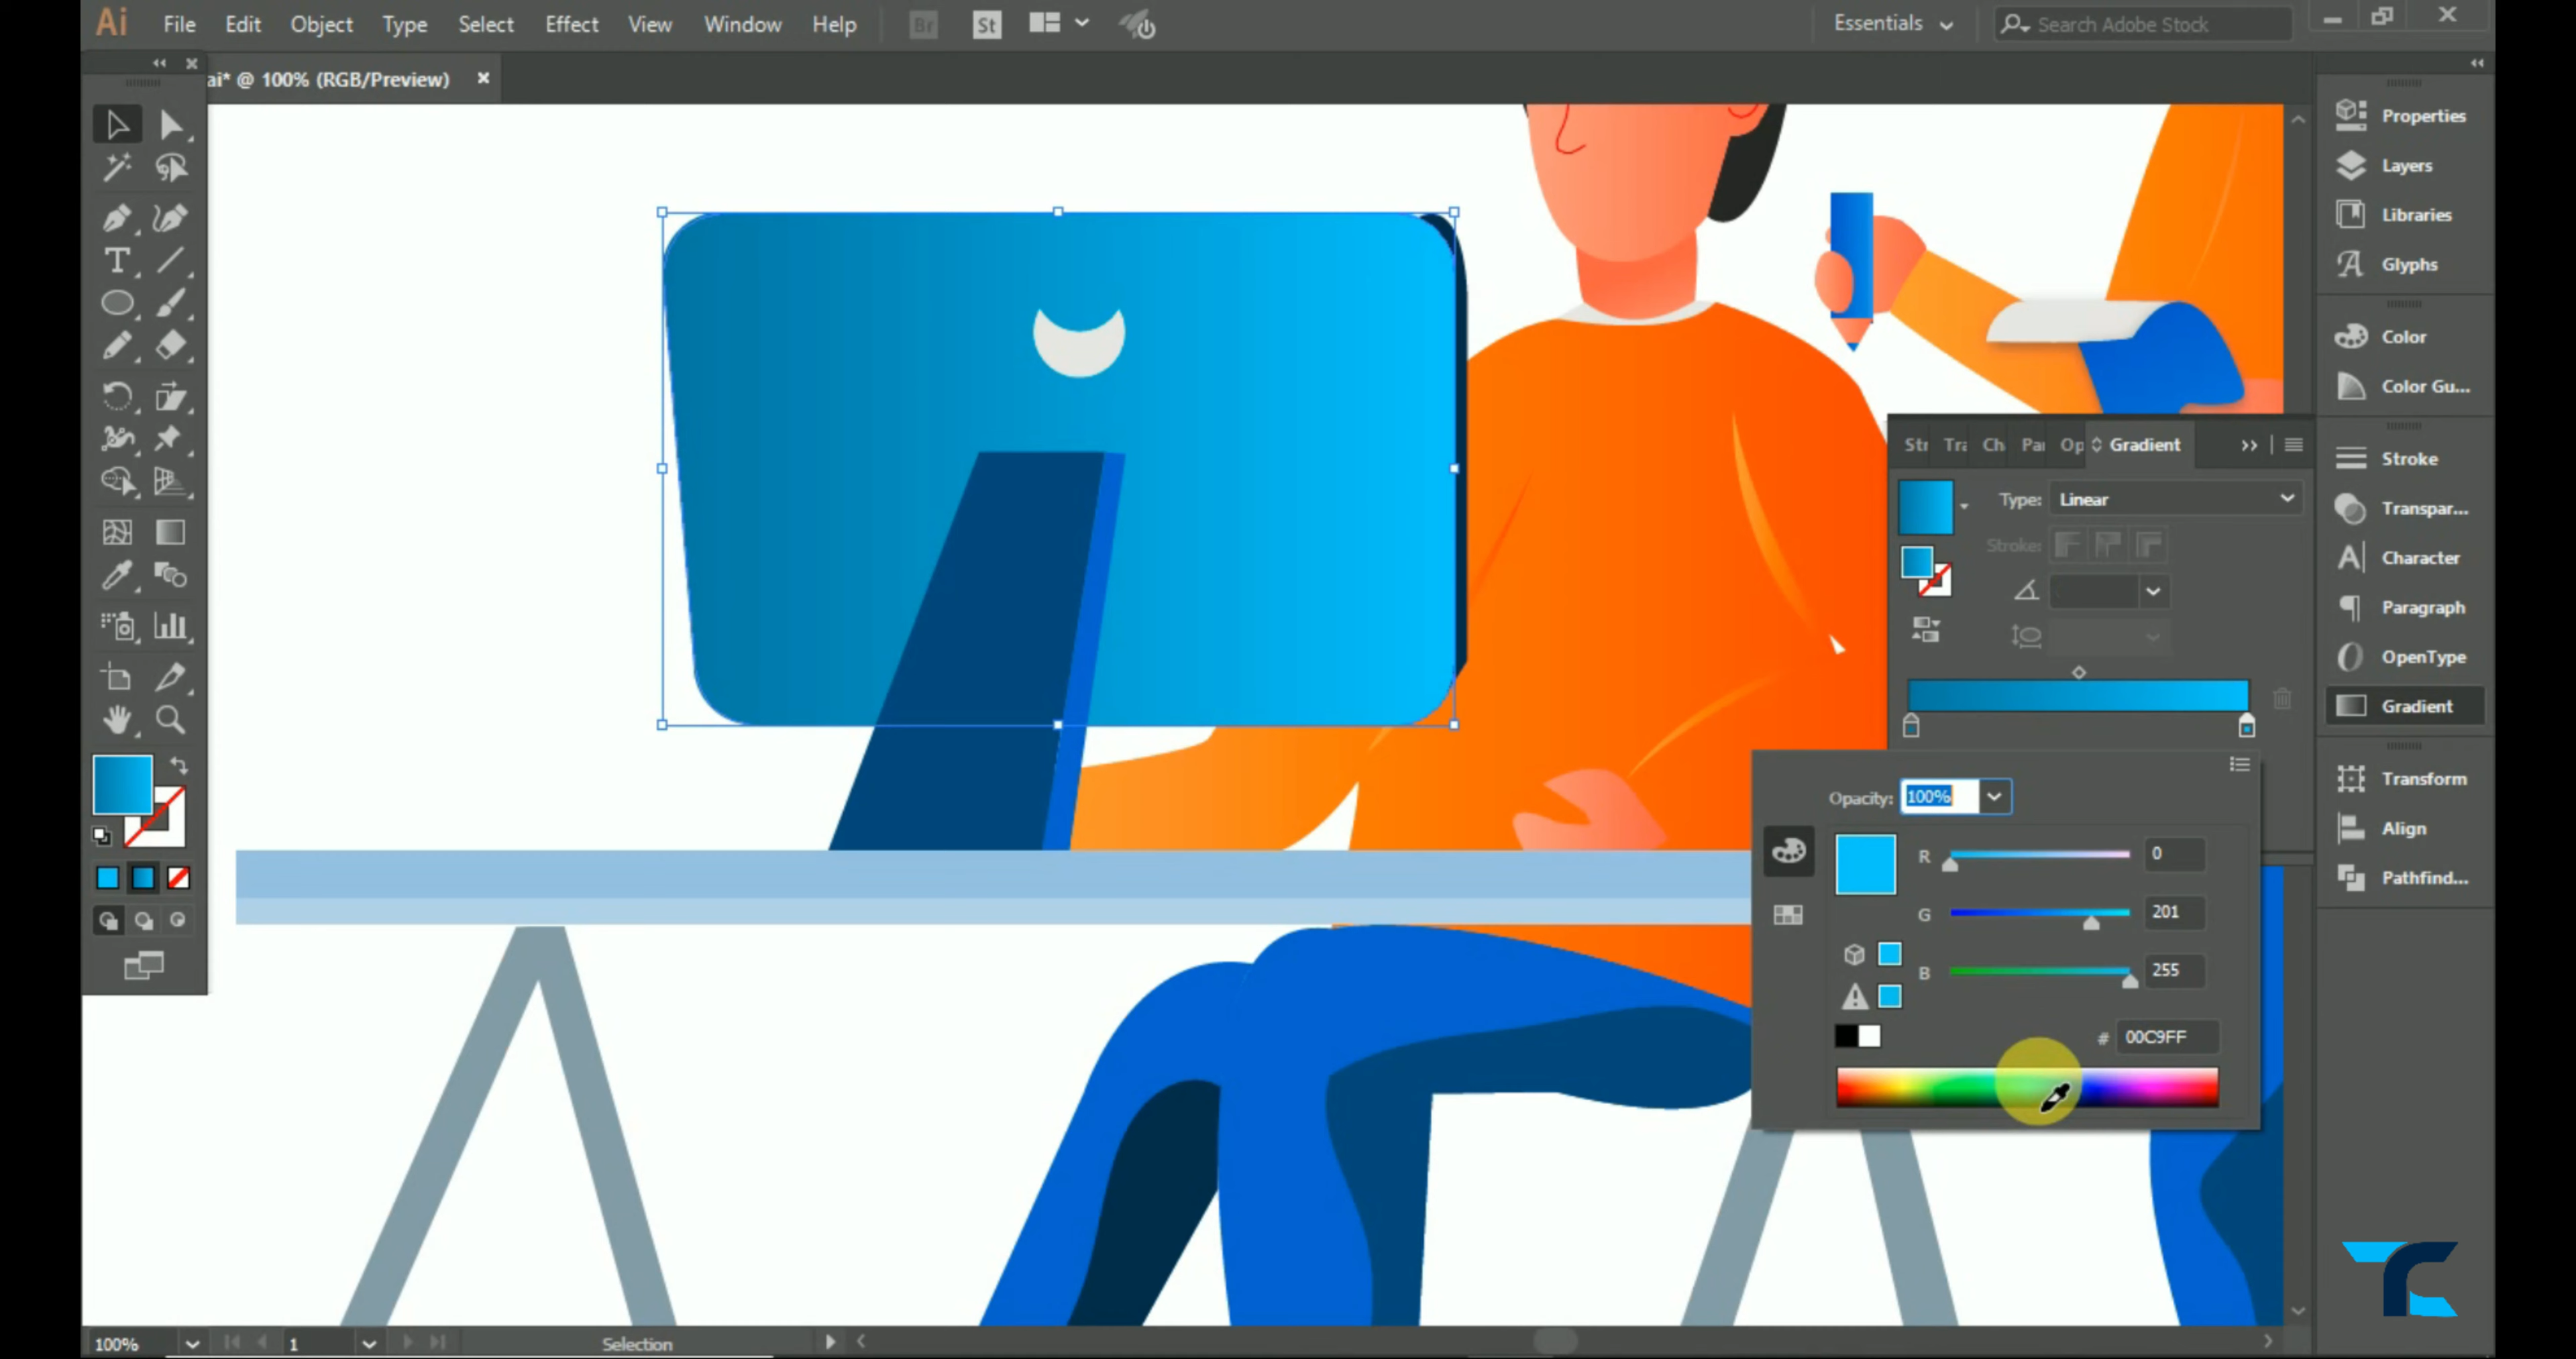 Ai File Edit Object Type Select Effect View Window Help Br St Essentials Search Adobe Stock
ai* @ 100% (RGB/Preview)
Properties
Layers
Libraries
Glyphs
Color
Color Gu...
Stroke
Transpar...
Character
Paragraph
OpenType
Gradient
Transform
Align
Pathfind...
Str Tra Ch Par Op Gradient
Type: Linear
Stroke:
Opacity: 100%
R 0
G 201
B 255
# 00C9FF
100% 1 Selection
TC